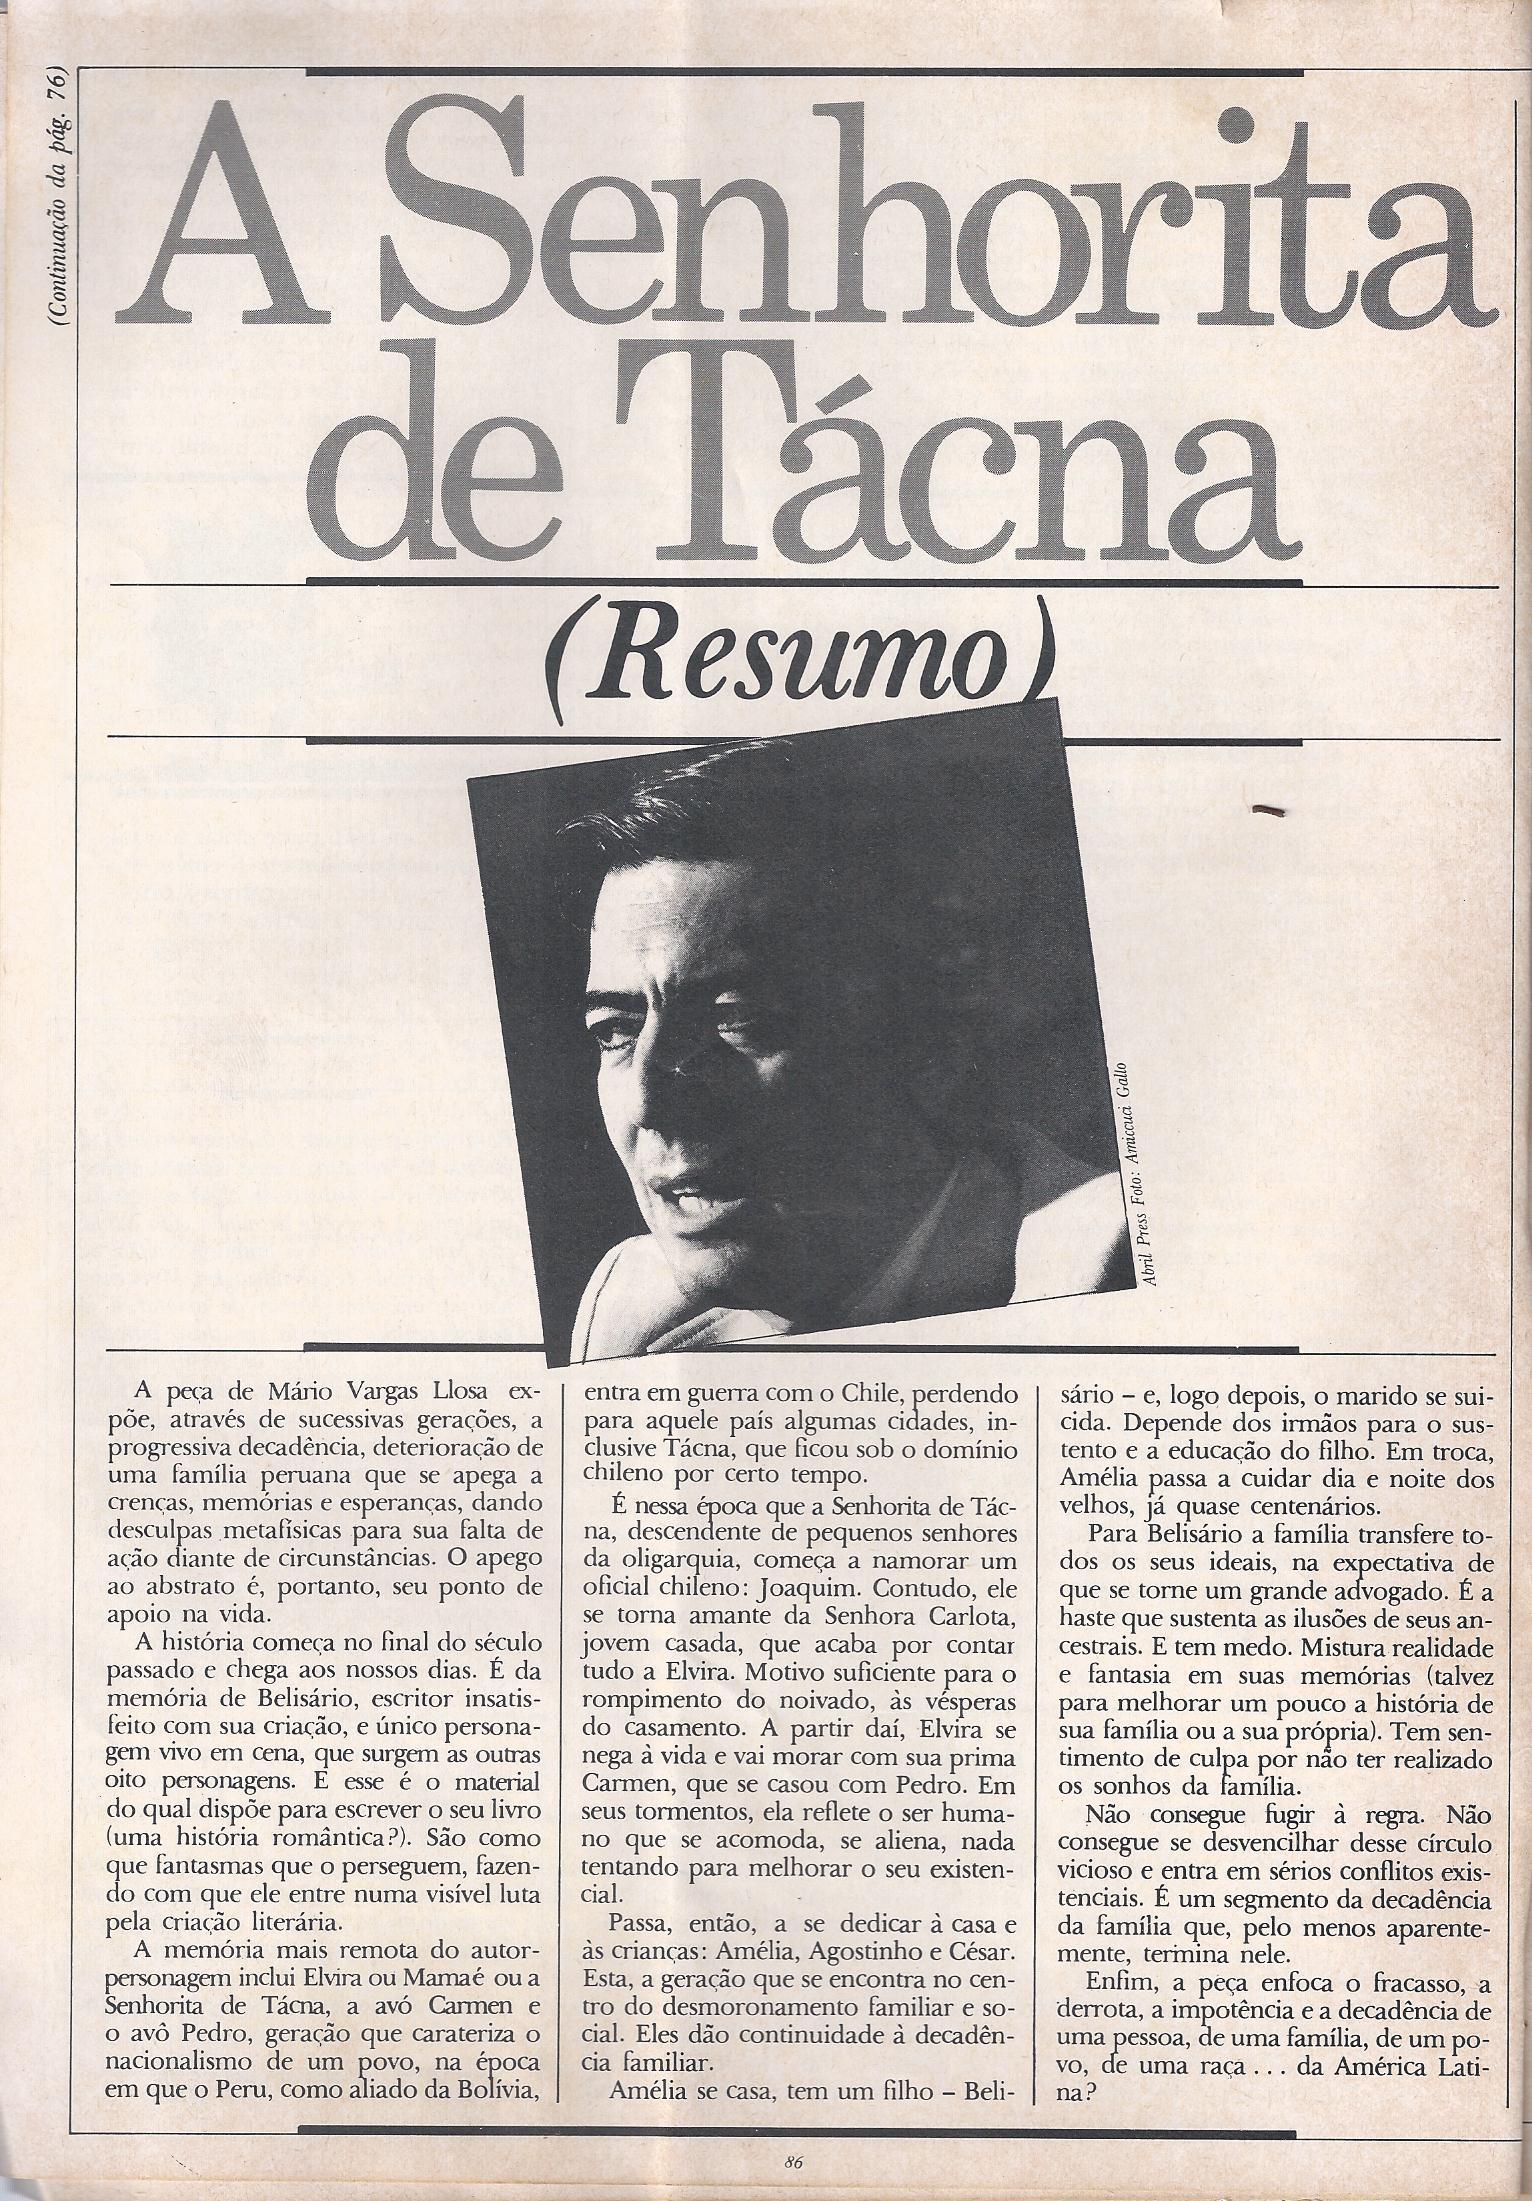 (Continuação da pág. 76)
A Senhorita
de Tácna
(Resumo)
Abril Press Foto: Amiccuci Gallo
A peça de Mário Vargas Llosa ex-
põe, através de sucessivas gerações, a
progressiva decadência, deterioração de
uma família peruana que se apega a
crenças, memórias e esperanças, dando
desculpas metafísicas para sua falta de
ação diante de circunstâncias. O apego
ao abstrato é, portanto, seu ponto de
apoio na vida.
A história começa no final do século
passado e chega aos nossos dias. É da
memória de Belisário, escritor insatis-
feito com sua criação, e único persona-
gem vivo em cena, que surgem as outras
oito personagens. E esse é o material
do qual dispõe para escrever o seu livro
(uma história romântica?). São como
que fantasmas que o perseguem, fazen-
do com que ele entre numa visível luta
pela criação literária.
A memória mais remota do autor-
personagem inclui Elvira ou Mamaé ou a
Senhorita de Tácna, a avó Carmen e
o avô Pedro, geração que carateriza o
nacionalismo de um povo, na época
em que o Peru, como aliado da Bolívia,
entra em guerra com o Chile, perdendo
para aquele país algumas cidades, in-
clusive Tácna, que ficou sob o domínio
chileno por certo tempo.
É nessa época que a Senhorita de Tác-
na, descendente de pequenos senhores
da oligarquia, começa a namorar um
oficial chileno: Joaquim. Contudo, ele
se torna amante da Senhora Carlota,
jovem casada, que acaba por contar
tudo a Elvira. Motivo suficiente para o
rompimento do noivado, às vésperas
do casamento. A partir daí, Elvira se
nega à vida e vai morar com sua prima
Carmen, que se casou com Pedro. Em
seus tormentos, ela reflete o ser huma-
no que se acomoda, se aliena, nada
tentando para melhorar o seu existen-
cial.
Passa, então, a se dedicar à casa e
às crianças: Amélia, Agostinho e César.
Esta, a geração que se encontra no cen-
tro do desmoronamento familiar e so-
cial. Eles dão continuidade à decadên-
cia familiar.
Amélia se casa, tem um filho – Beli-
sário – e, logo depois, o marido se sui-
cida. Depende dos irmãos para o sus-
tento e a educação do filho. Em troca,
Amélia passa a cuidar dia e noite dos
velhos, já quase centenários.
Para Belisário a família transfere to-
dos os seus ideais, na expectativa de
que se torne um grande advogado. É a
haste que sustenta as ilusões de seus an-
cestrais. E tem medo. Mistura realidade
e fantasia em suas memórias (talvez
para melhorar um pouco a história de
sua família ou a sua própria). Tem sen-
timento de culpa por não ter realizado
os sonhos da família.
Não consegue fugir à regra. Não
consegue se desvencilhar desse círculo
vicioso e entra em sérios conflitos exis-
tenciais. É um segmento da decadência
da família que, pelo menos aparente-
mente, termina nele.
Enfim, a peça enfoca o fracasso, a
derrota, a impotência e a decadência de
uma pessoa, de uma família, de um po-
vo, de uma raça... da América Lati-
na?
86